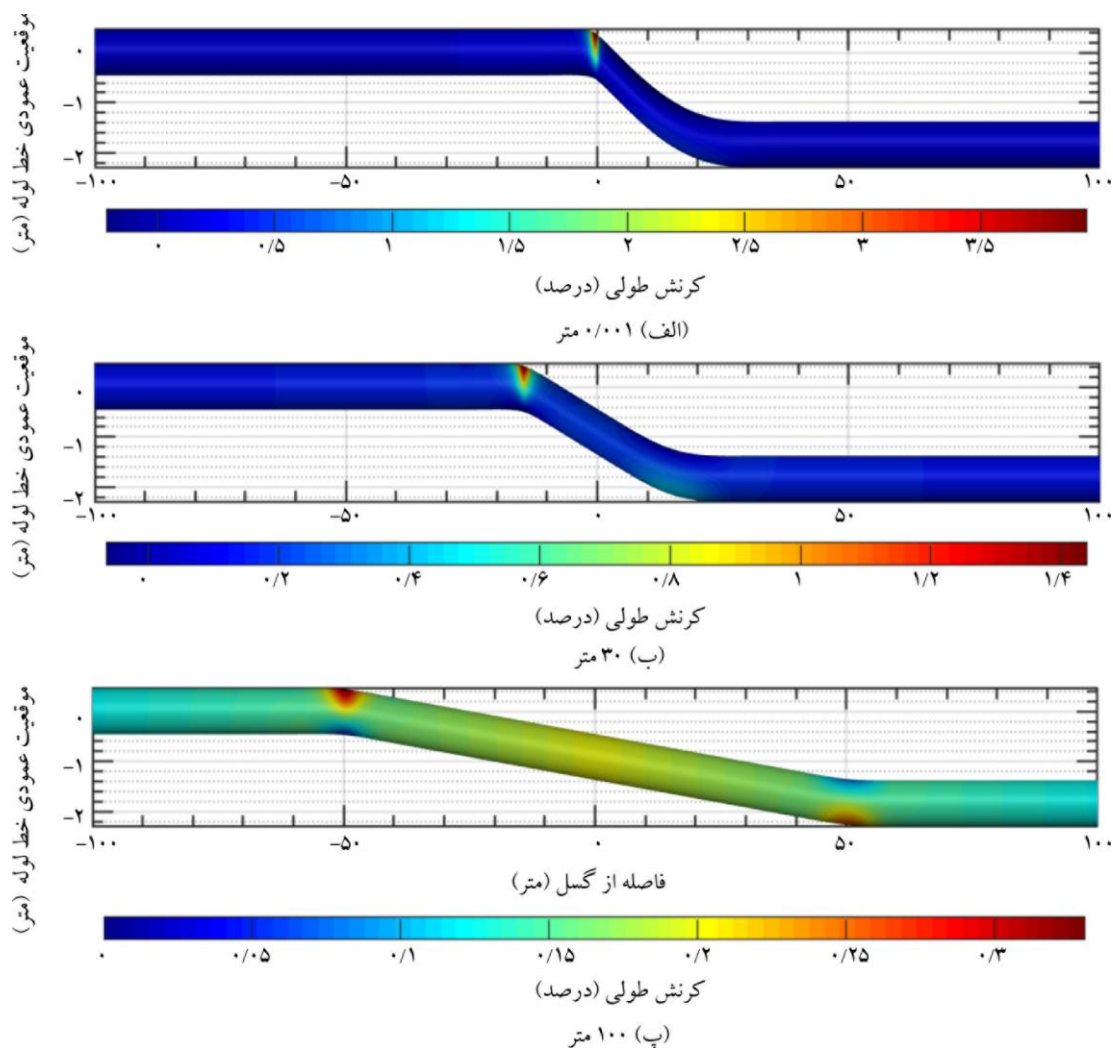 موقعیت عمودی خط لوله (متر)
۰
-۱
-۲
-۱۰۰ -۵۰ ۰ ۵۰ ۱۰۰
۰ ۰/۵ ۱ ۱/۵ ۲ ۲/۵ ۳ ۳/۵
کرنش طولی (درصد)
(الف) ۰/۰۰۱ متر
موقعیت عمودی خط لوله (متر)
۰
-۱
-۲
-۱۰۰ -۵۰ ۰ ۵۰ ۱۰۰
۰ ۰/۲ ۰/۴ ۰/۶ ۰/۸ ۱ ۱/۲ ۱/۴
کرنش طولی (درصد)
(ب) ۳۰ متر
موقعیت عمودی خط لوله (متر)
۰
-۱
-۲
-۱۰۰ -۵۰ ۰ ۵۰ ۱۰۰
فاصله از گسل (متر)
۰ ۰/۰۵ ۰/۱ ۰/۱۵ ۰/۲ ۰/۲۵ ۰/۳
کرنش طولی (درصد)
(پ) ۱۰۰ متر